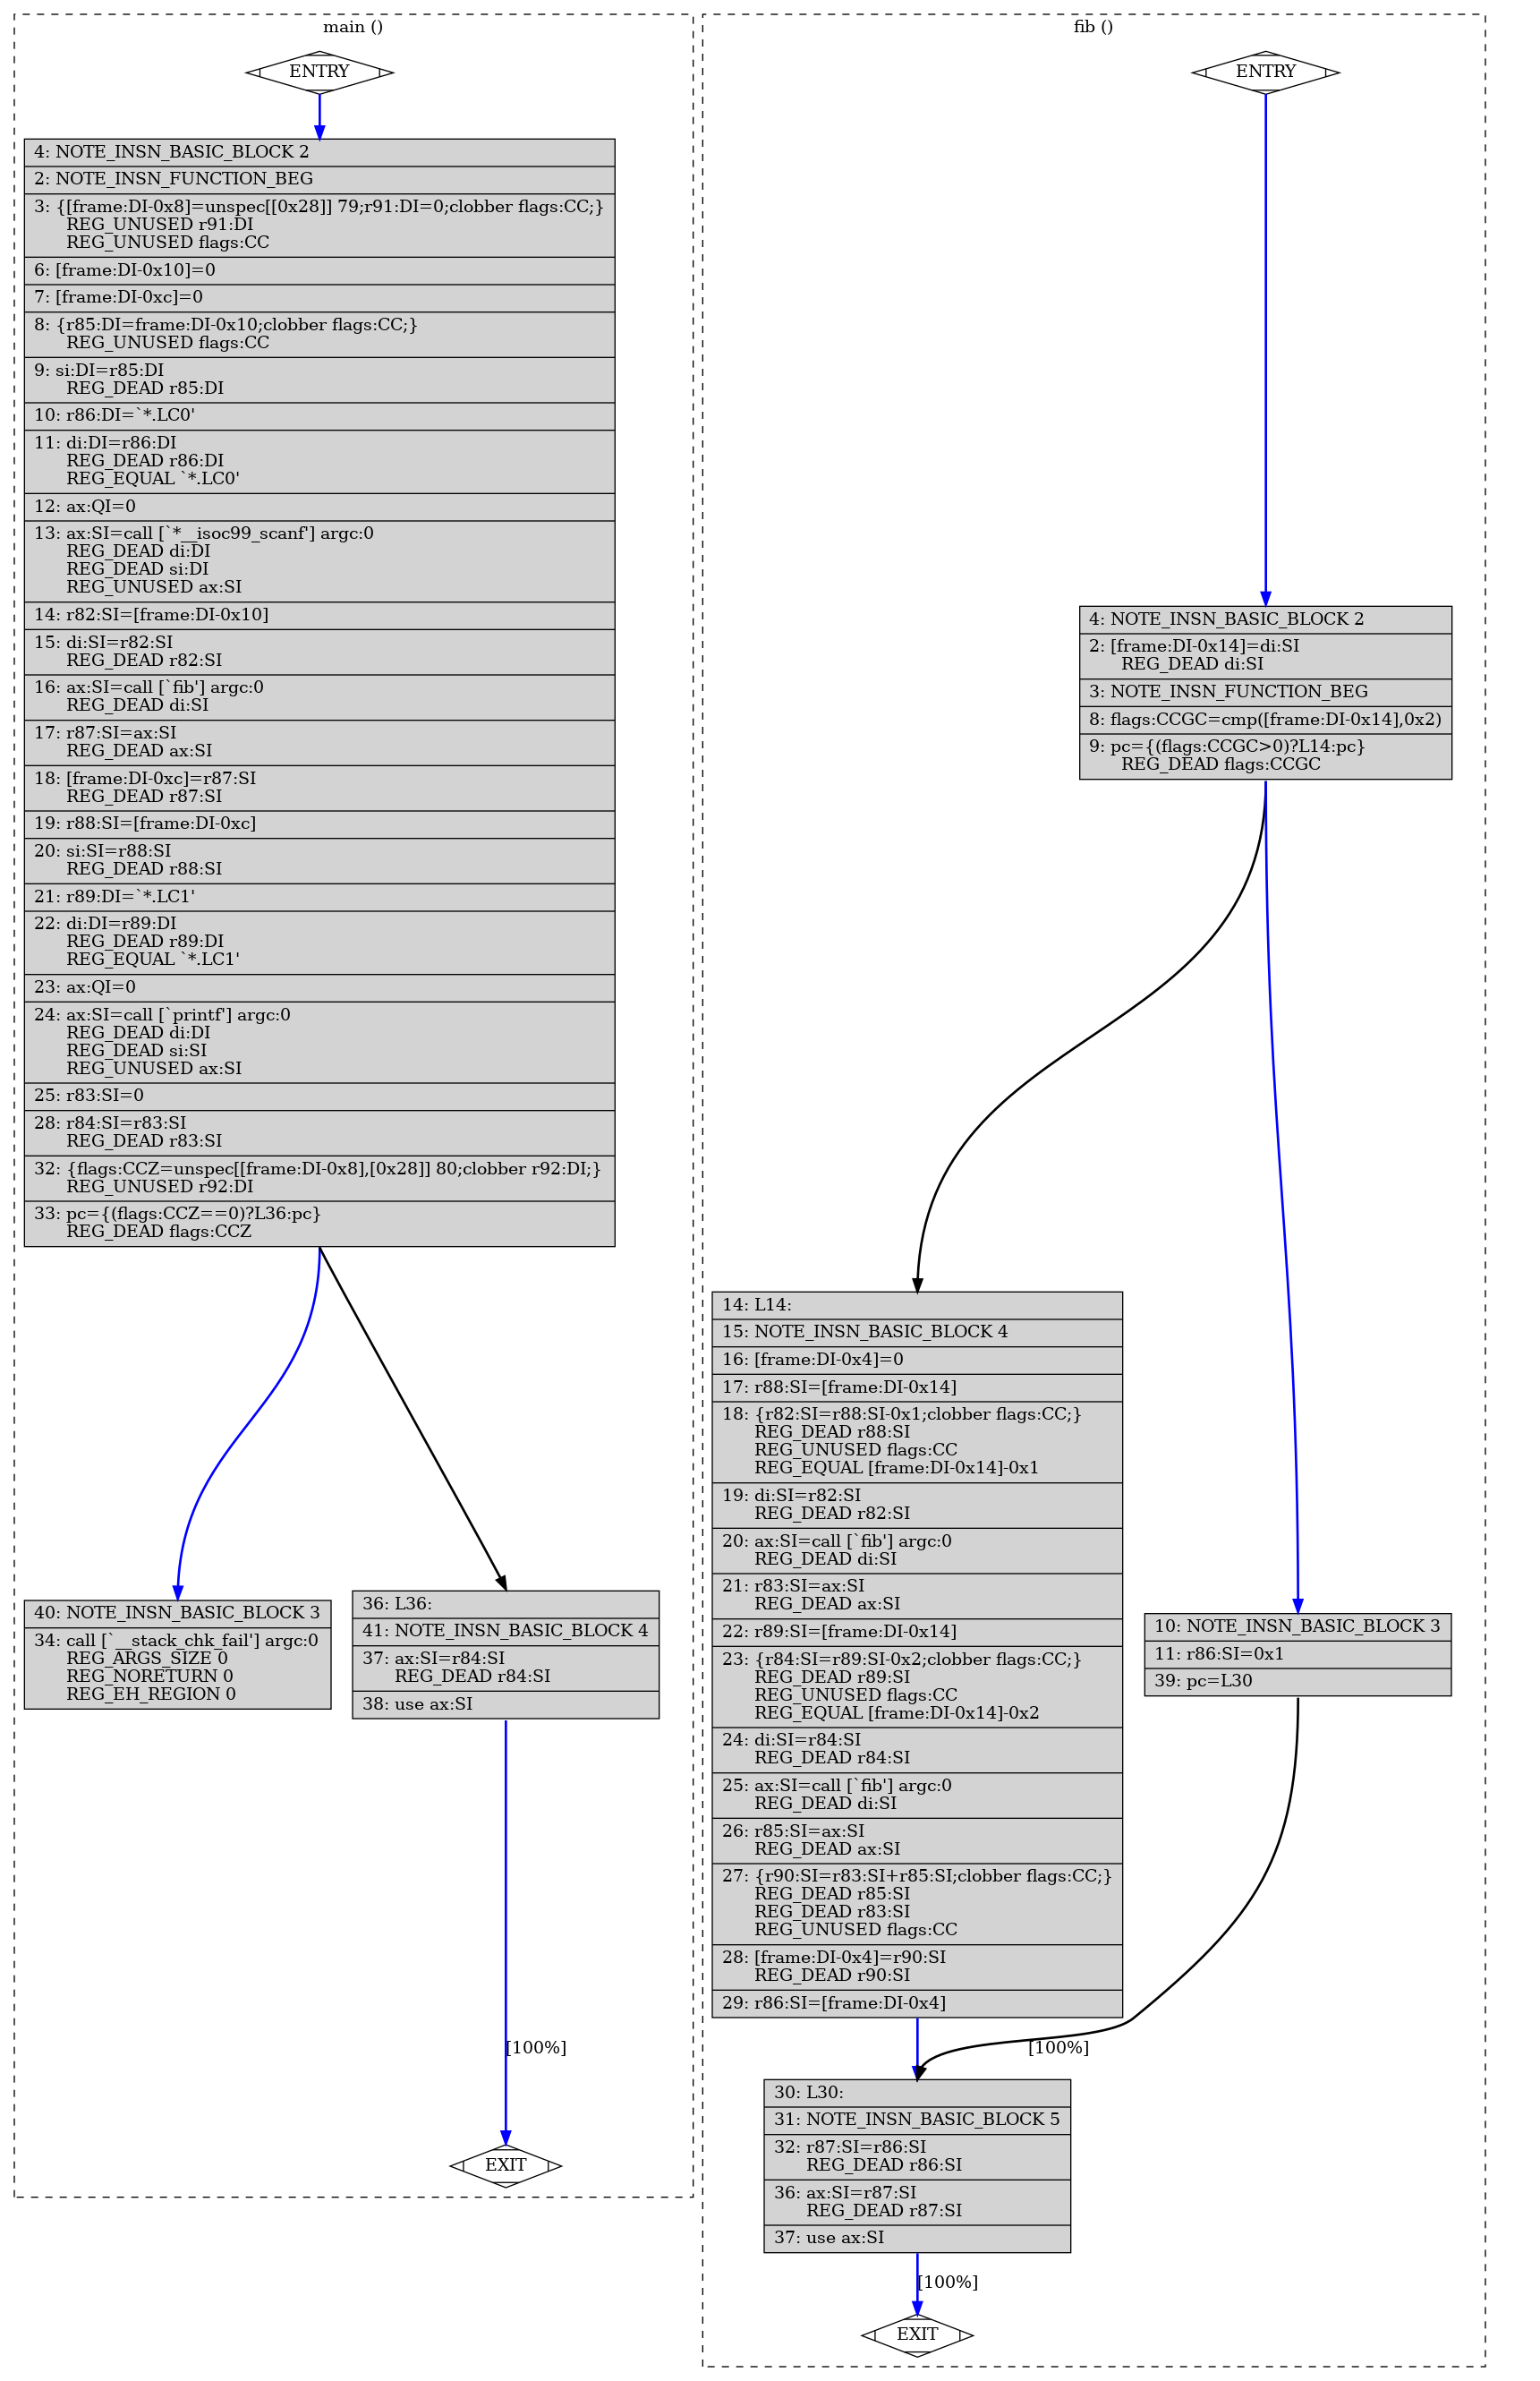 main ()
ENTRY
4: NOTE_INSN_BASIC_BLOCK 2
2: NOTE_INSN_FUNCTION_BEG
3: {[frame:DI-0x8]=unspec[[0x28]] 79;r91:DI=0;clobber flags:CC;}
REG_UNUSED r91:DI
REG_UNUSED flags:CC
6: [frame:DI-0x10]=0
7: [frame:DI-0xc]=0
8: {r85:DI=frame:DI-0x10;clobber flags:CC;}
REG_UNUSED flags:CC
9: si:DI=r85:DI
REG_DEAD r85:DI
10: r86:DI=`*.LC0'
11: di:DI=r86:DI
REG_DEAD r86:DI
REG_EQUAL `*.LC0'
12: ax:QI=0
13: ax:SI=call [`*__isoc99_scanf'] argc:0
REG_DEAD di:DI
REG_DEAD si:DI
REG_UNUSED ax:SI
14: r82:SI=[frame:DI-0x10]
15: di:SI=r82:SI
REG_DEAD r82:SI
16: ax:SI=call [`fib'] argc:0
REG_DEAD di:SI
17: r87:SI=ax:SI
REG_DEAD ax:SI
18: [frame:DI-0xc]=r87:SI
REG_DEAD r87:SI
19: r88:SI=[frame:DI-0xc]
20: si:SI=r88:SI
REG_DEAD r88:SI
21: r89:DI=`*.LC1'
22: di:DI=r89:DI
REG_DEAD r89:DI
REG_EQUAL `*.LC1'
23: ax:QI=0
24: ax:SI=call [`printf'] argc:0
REG_DEAD di:DI
REG_DEAD si:SI
REG_UNUSED ax:SI
25: r83:SI=0
28: r84:SI=r83:SI
REG_DEAD r83:SI
32: {flags:CCZ=unspec[[frame:DI-0x8],[0x28]] 80;clobber r92:DI;}
REG_UNUSED r92:DI
33: pc={(flags:CCZ==0)?L36:pc}
REG_DEAD flags:CCZ
40: NOTE_INSN_BASIC_BLOCK 3
34: call [`__stack_chk_fail'] argc:0
REG_ARGS_SIZE 0
REG_NORETURN 0
REG_EH_REGION 0
36: L36:
41: NOTE_INSN_BASIC_BLOCK 4
37: ax:SI=r84:SI
REG_DEAD r84:SI
38: use ax:SI
[100%]
EXIT
fib ()
ENTRY
4: NOTE_INSN_BASIC_BLOCK 2
2: [frame:DI-0x14]=di:SI
REG_DEAD di:SI
3: NOTE_INSN_FUNCTION_BEG
8: flags:CCGC=cmp([frame:DI-0x14],0x2)
9: pc={(flags:CCGC>0)?L14:pc}
REG_DEAD flags:CCGC
14: L14:
15: NOTE_INSN_BASIC_BLOCK 4
16: [frame:DI-0x4]=0
17: r88:SI=[frame:DI-0x14]
18: {r82:SI=r88:SI-0x1;clobber flags:CC;}
REG_DEAD r88:SI
REG_UNUSED flags:CC
REG_EQUAL [frame:DI-0x14]-0x1
19: di:SI=r82:SI
REG_DEAD r82:SI
20: ax:SI=call [`fib'] argc:0
REG_DEAD di:SI
21: r83:SI=ax:SI
REG_DEAD ax:SI
22: r89:SI=[frame:DI-0x14]
23: {r84:SI=r89:SI-0x2;clobber flags:CC;}
REG_DEAD r89:SI
REG_UNUSED flags:CC
REG_EQUAL [frame:DI-0x14]-0x2
24: di:SI=r84:SI
REG_DEAD r84:SI
25: ax:SI=call [`fib'] argc:0
REG_DEAD di:SI
26: r85:SI=ax:SI
REG_DEAD ax:SI
27: {r90:SI=r83:SI+r85:SI;clobber flags:CC;}
REG_DEAD r85:SI
REG_DEAD r83:SI
REG_UNUSED flags:CC
28: [frame:DI-0x4]=r90:SI
REG_DEAD r90:SI
29: r86:SI=[frame:DI-0x4]
10: NOTE_INSN_BASIC_BLOCK 3
11: r86:SI=0x1
39: pc=L30
[100%]
30: L30:
31: NOTE_INSN_BASIC_BLOCK 5
32: r87:SI=r86:SI
REG_DEAD r86:SI
36: ax:SI=r87:SI
REG_DEAD r87:SI
37: use ax:SI
[100%]
EXIT